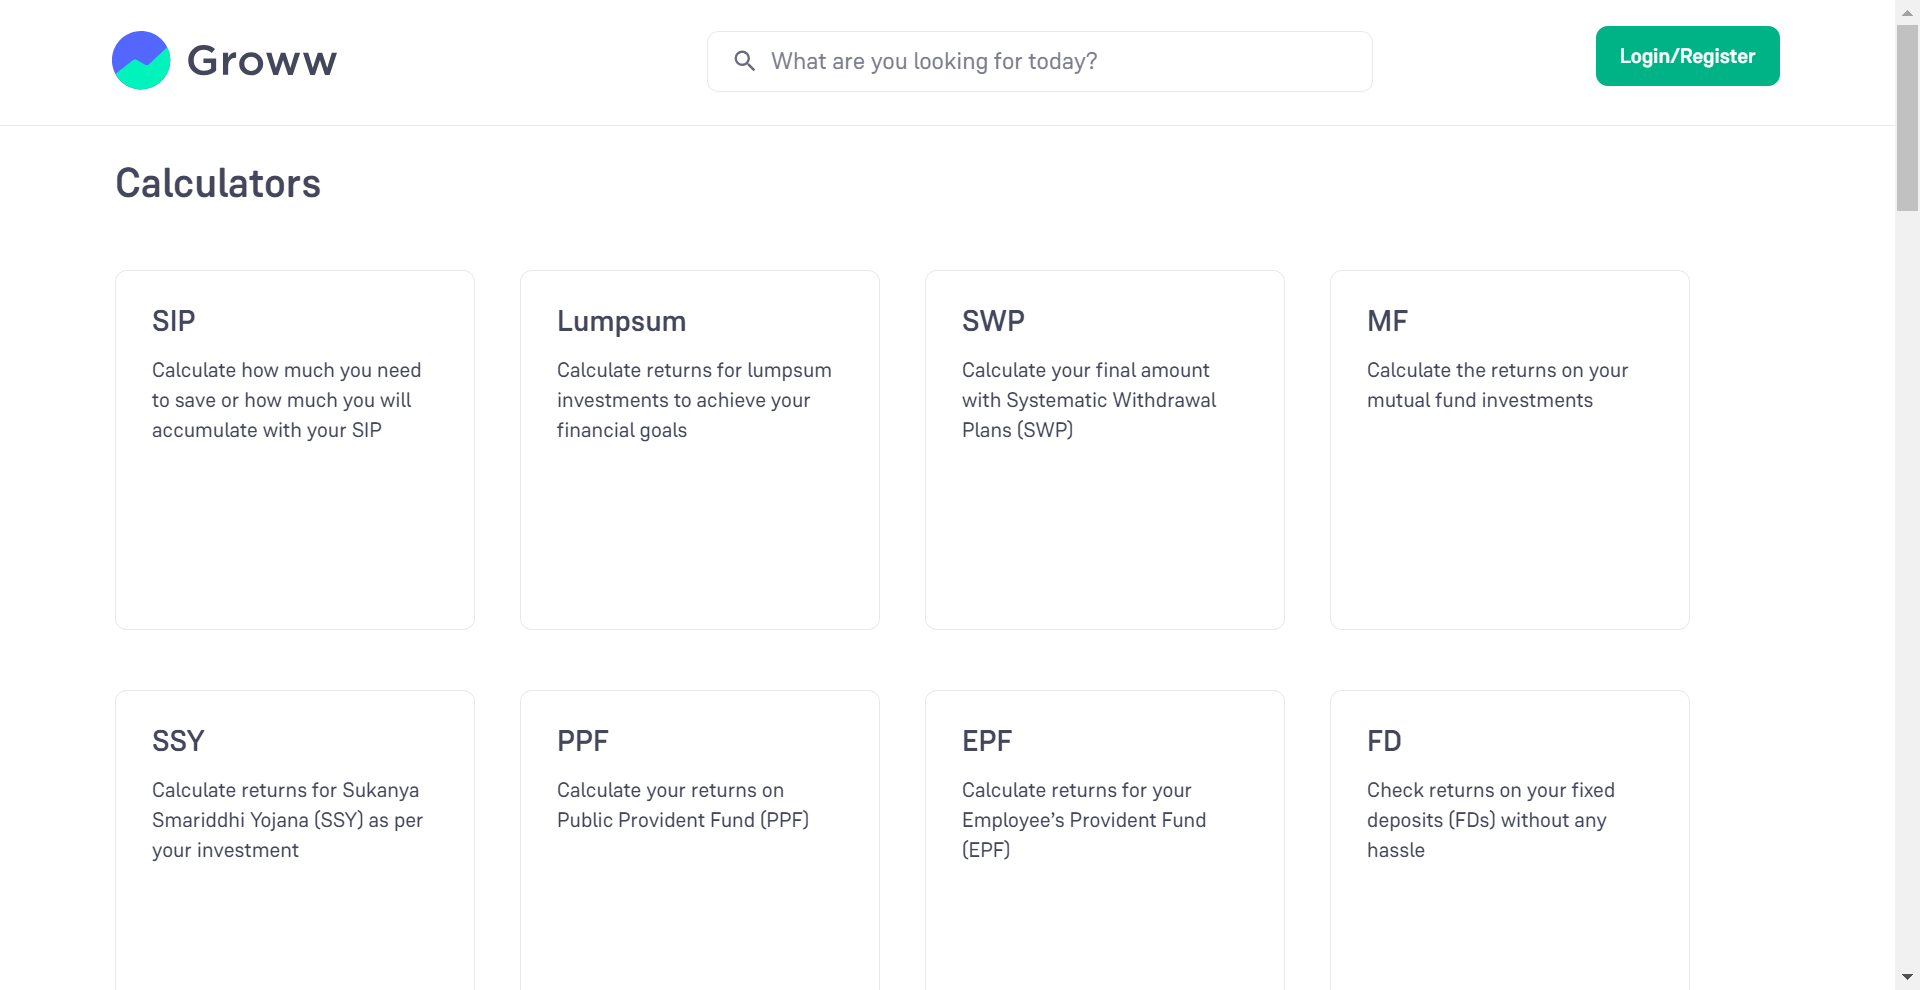 Groww
What are you looking for today?
Login/Register
Calculators
SIP
Calculate how much you need
to save or how much you will
accumulate with your SIP
Lumpsum
Calculate returns for lumpsum
investments to achieve your
financial goals
SWP
Calculate your final amount
with Systematic Withdrawal
Plans (SWP)
MF
Calculate the returns on your
mutual fund investments
SSY
Calculate returns for Sukanya
Smariddhi Yojana (SSY) as per
your investment
PPF
Calculate your returns on
Public Provident Fund (PPF)
EPF
Calculate returns for your
Employee’s Provident Fund
(EPF)
FD
Check returns on your fixed
deposits (FDs) without any
hassle